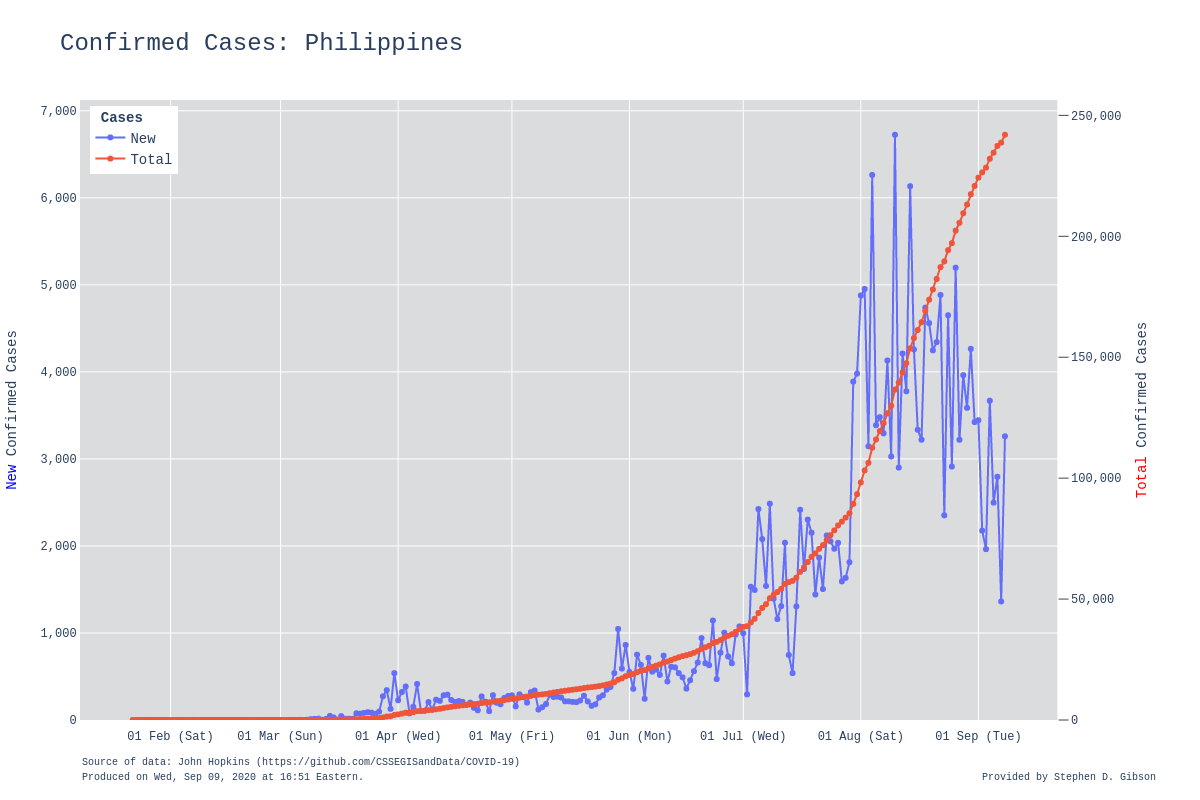 Confirmed Cases: Philippines
Cases
New
Total
7,000
6,000
5,000
4,000
3,000
2,000
1,000
0
New Confirmed Cases
250,000
200,000
150,000
100,000
50,000
0
Total Confirmed Cases
01 Feb (Sat) 01 Mar (Sun) 01 Apr (Wed) 01 May (Fri) 01 Jun (Mon) 01 Jul (Wed) 01 Aug (Sat) 01 Sep (Tue)
Source of data: John Hopkins (https://github.com/CSSEGISandData/COVID-19)
Produced on Wed, Sep 09, 2020 at 16:51 Eastern.
Provided by Stephen D. Gibson